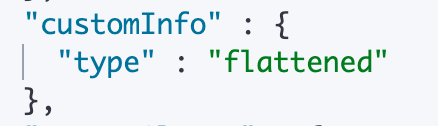 "customInfo" : {
"type" : "flattened"
},